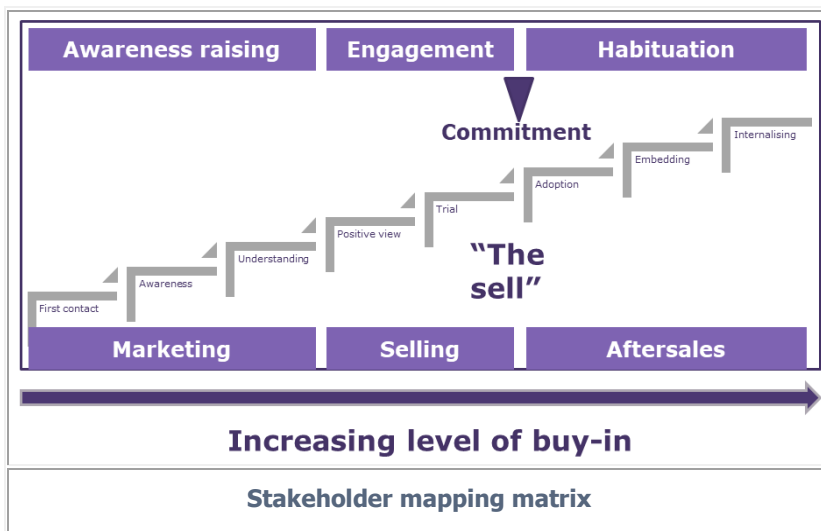 Awareness raising
Engagement
Habituation
Commitment
Internalising
Embedding
Adoption
Trial
Positive view
Understanding
Awareness
First contact
“The
sell”
Marketing
Selling
Aftersales
Increasing level of buy-in
Stakeholder mapping matrix